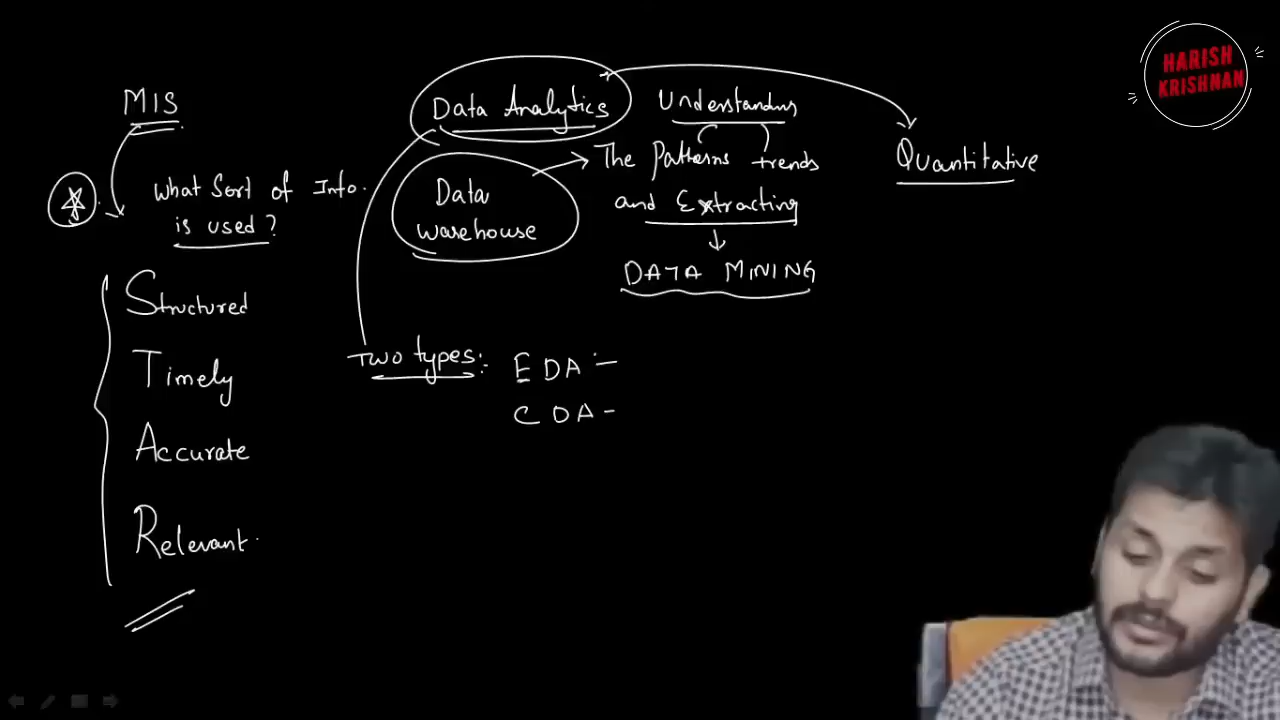 HARISH
KRISHNAN
MIS
What Sort of Info.
is used?
Structured
Timely
Accurate
Relevant.
Data Analytics
Data
warehouse
Understanding
The Patterns trends
and Extracting
DATA MINING
Quantitative
Two types:-
EDA :-
CDA -